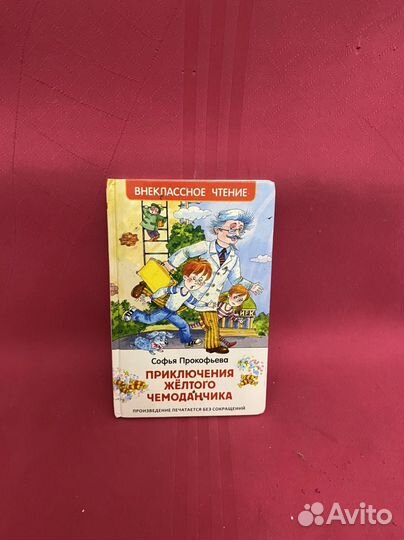 ВНЕКЛАССНОЕ ЧТЕНИЕ
Софья Прокофьева
ПРИКЛЮЧЕНИЯ
ЖЁЛТОГО
ЧЕМОДАНЧИКА
ПРОИЗВЕДЕНИЕ ПЕЧАТАЕТСЯ БЕЗ СОКРАЩЕНИЙ
Avito